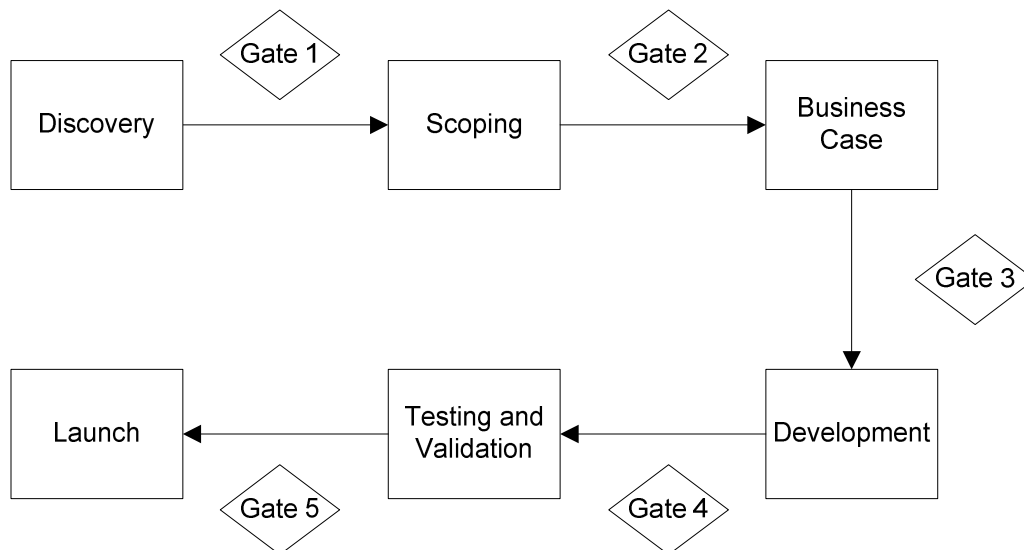 Gate 1
Gate 2
Discovery
Scoping
Business
Case
Gate 3
Launch
Testing and
Validation
Development
Gate 5
Gate 4